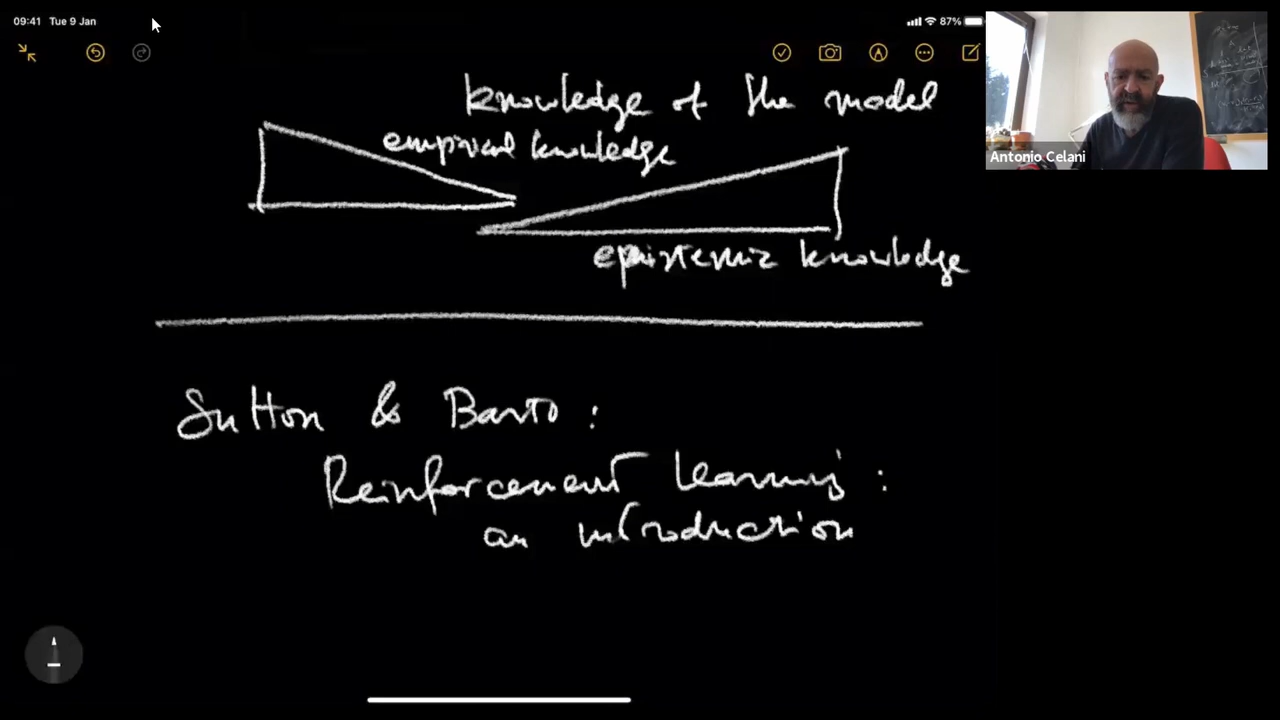 09:41 Tue 9 Jan
87%
knowledge of the model
empirical knowledge
epistemic knowledge
Sutton & Barto :
Reinforcement Learning :
an introduction
Antonio Celani